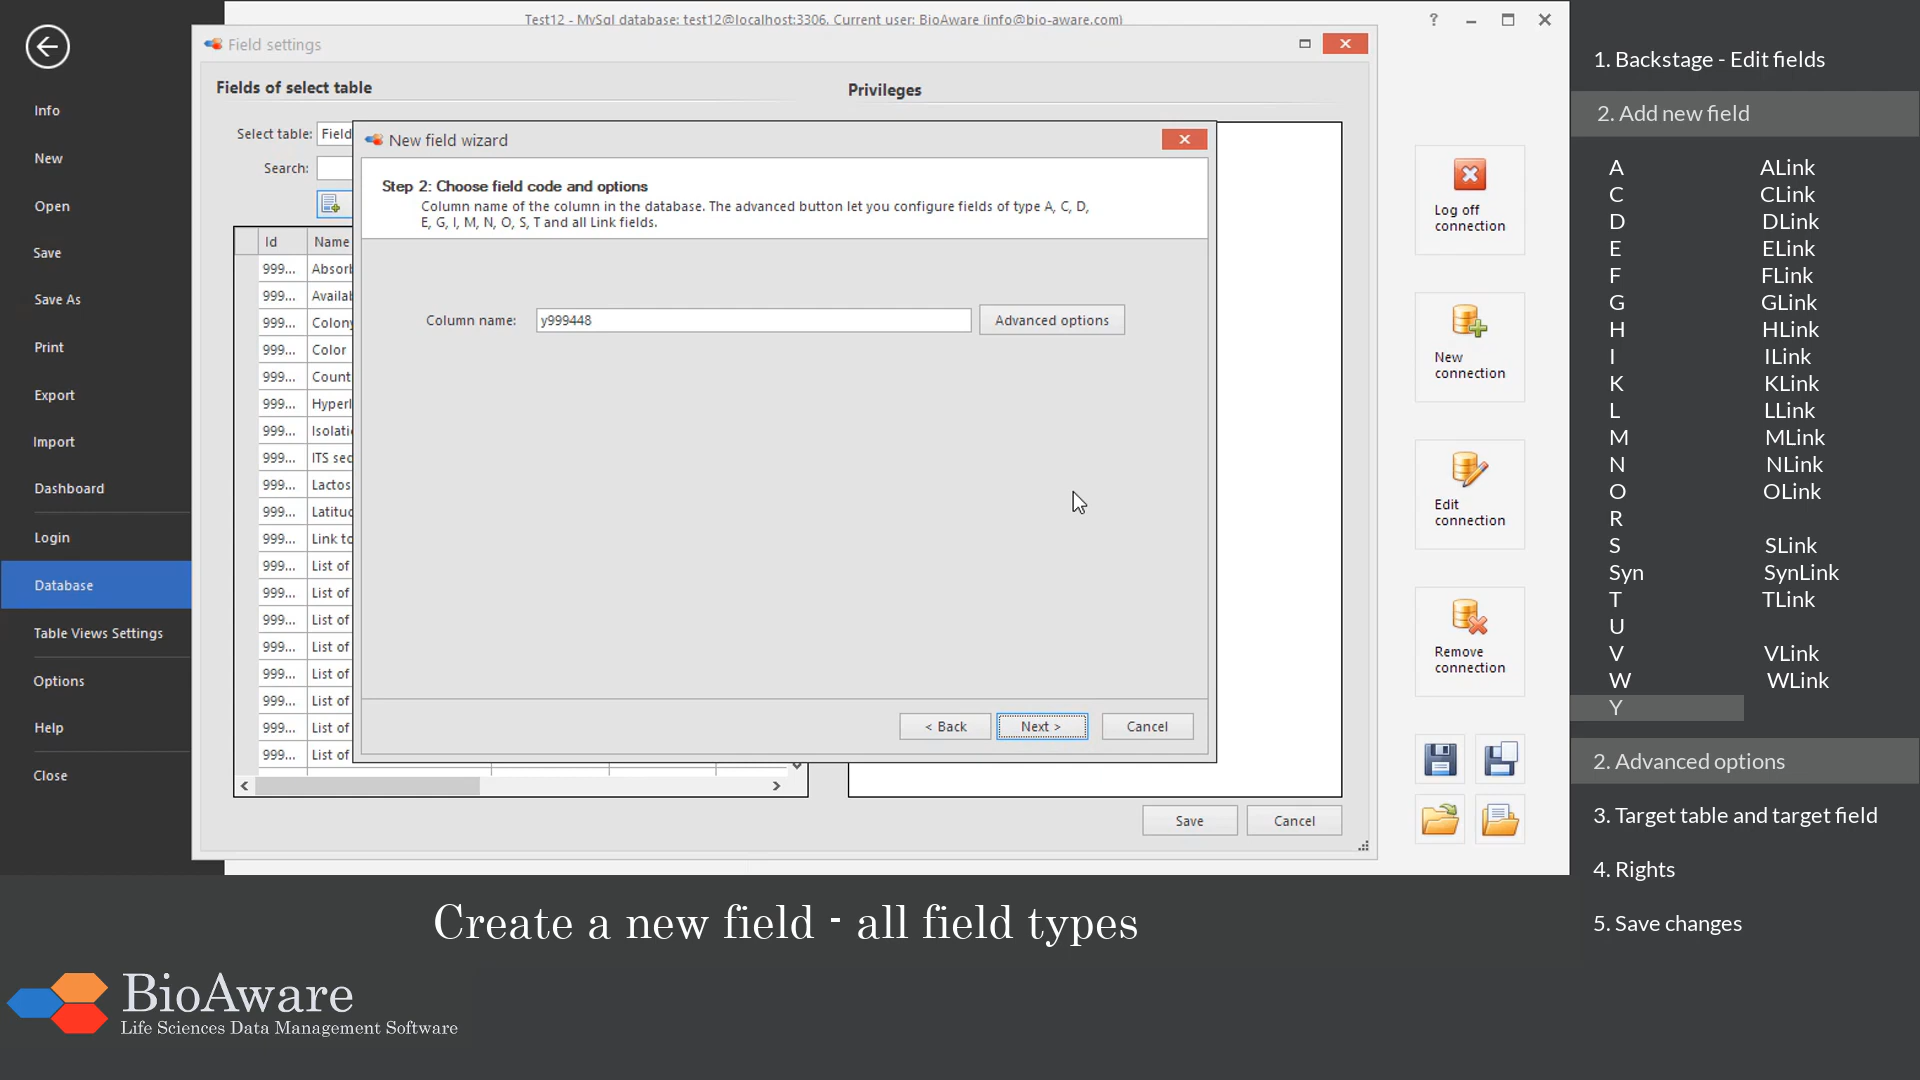 Test12 - MySql database: test12@localhost:3306. Current user: BioAware (info@bio-aware.com)
?
Info
New
Open
Save
Save As
Print
Export
Import
Dashboard
Login
Database
Table Views Settings
Options
Help
Close
Field settings
Fields of select table
Privileges
Select table: Field
Search:
Id Name
999... Absorb
999... Availab
999... Colony
999... Color
999... Count
999... Hyperl
999... Isolati
999... ITS sec
999... Lactos
999... Latitud
999... Link to
999... List of
999... List of
999... List of
999... List of
999... List of
999... List of
999... List of
999... List of
New field wizard
Step 2: Choose field code and options
Column name of the column in the database. The advanced button let you configure fields of type A, C, D,
E, G, I, M, N, O, S, T and all Link fields.
Column name: y999448 Advanced options
< Back Next > Cancel
Save Cancel
Log off
connection
New
connection
Edit
connection
Remove
connection
1. Backstage - Edit fields
2. Add new field
A ALink
C CLink
D DLink
E ELink
F FLink
G GLink
H HLink
I ILink
K KLink
L LLink
M MLink
N NLink
O OLink
R
S SLink
Syn SynLink
T TLink
U
V VLink
W WLink
Y
2. Advanced options
3. Target table and target field
4. Rights
5. Save changes
Create a new field - all field types
BioAware
Life Sciences Data Management Software